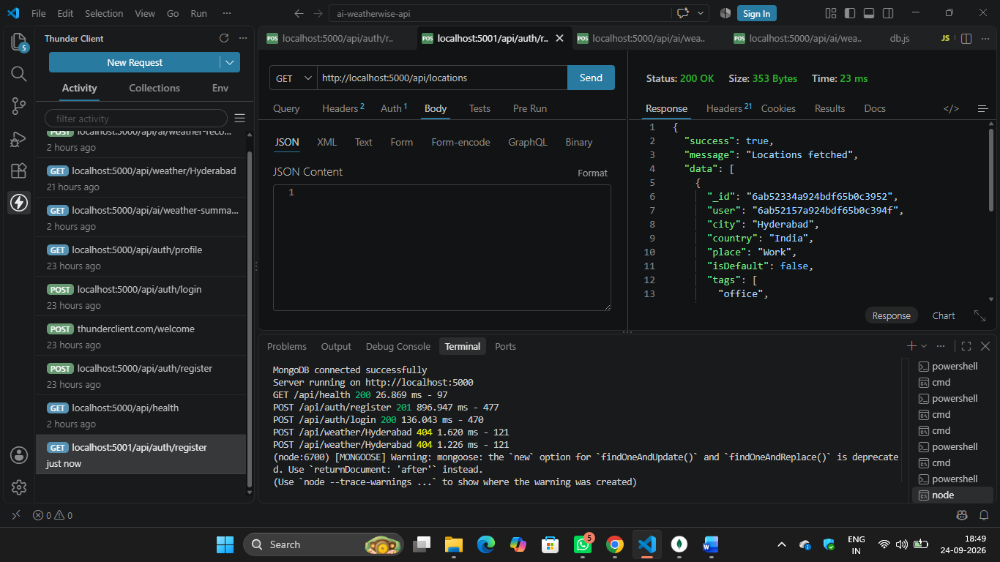 File Edit Selection View Go Run ··· ai-weatherwise-api Sign In
Thunder Client
New Request
Activity Collections Env
filter activity
POST localhost:5000/api/ai/weather-reco...
2 hours ago
GET localhost:5000/api/weather/Hyderabad
21 hours ago
GET localhost:5000/api/ai/weather-summa...
2 hours ago
GET localhost:5000/api/auth/profile
23 hours ago
POST localhost:5000/api/auth/login
23 hours ago
POST thunderclient.com/welcome
23 hours ago
POST localhost:5000/api/auth/register
23 hours ago
GET localhost:5000/api/health
2 hours ago
GET localhost:5001/api/auth/register
just now
5
POS localhost:5000/api/auth/r.. POS localhost:5001/api/auth/r.. POS localhost:5000/api/ai/wea.. POS localhost:5000/api/ai/wea.. db.js JS
GET http://localhost:5000/api/locations Send
Query Headers 2 Auth 1 Body Tests Pre Run
JSON XML Text Form Form-encode GraphQL Binary
JSON Content Format
1
Status: 200 OK Size: 353 Bytes Time: 23 ms
Response Headers 21 Cookies Results Docs </>
1 {
2 "success": true,
3 "message": "Locations fetched",
4 "data": [
5 {
6 "_id": "6ab52334a924bdf65b0c3952",
7 "user": "6ab52157a924bdf65b0c394f",
8 "city": "Hyderabad",
9 "country": "India",
10 "place": "Work",
11 "isDefault": false,
12 "tags": [
13 "office",
Response Chart
Problems Output Debug Console Terminal Ports
MongoDB connected successfully
Server running on http://localhost:5000
GET /api/health 200 26.869 ms - 97
POST /api/auth/register 201 896.947 ms - 477
POST /api/auth/login 200 136.043 ms - 470
POST /api/weather/Hyderabad 404 1.620 ms - 121
POST /api/weather/Hyderabad 404 1.226 ms - 121
(node:6700) [MONGOOSE] Warning: mongoose: the `new` option for `findOneAndUpdate()` and `findOneAndReplace()` is deprecate
d. Use `returnDocument: 'after'` instead.
(Use `node --trace-warnings ...` to show where the warning was created)
powershell
cmd
powershell
cmd
cmd
powershell
cmd
powershell
node
0 0
Search 5 ENG 18:49
IN 24-09-2026